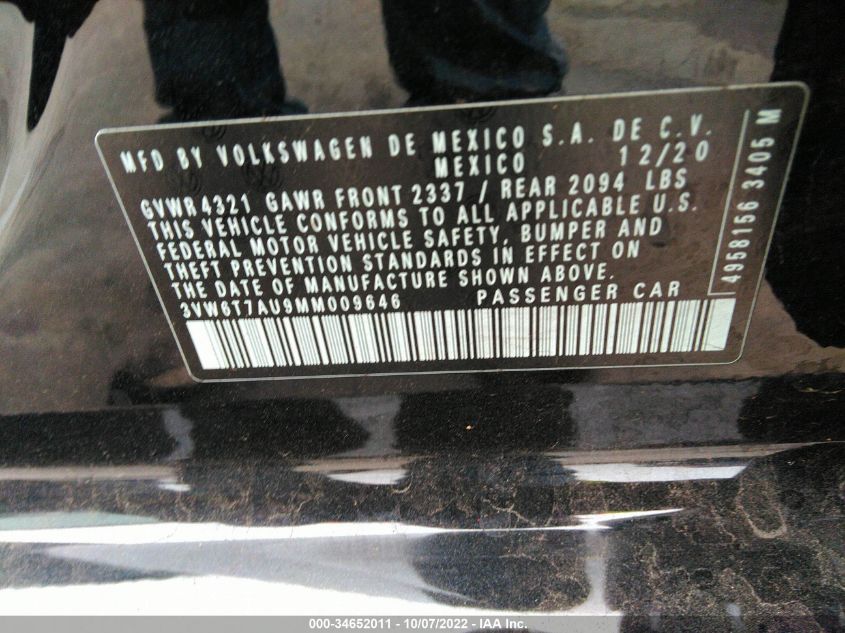 MFD BY VOLKSWAGEN DE MEXICO S.A. DE C.V.
MEXICO 12/20
GVWR 4321 GAWR FRONT 2337 / REAR 2094 LBS
THIS VEHICLE CONFORMS TO ALL APPLICABLE U.S.
FEDERAL MOTOR VEHICLE SAFETY, BUMPER AND
THEFT PREVENTION STANDARDS IN EFFECT ON
THE DATE OF MANUFACTURE SHOWN ABOVE.
3VW6T7AU9MM009646 PASSENGER CAR
4958156 3405 M
000-34652011 - 10/07/2022 - IAA Inc.